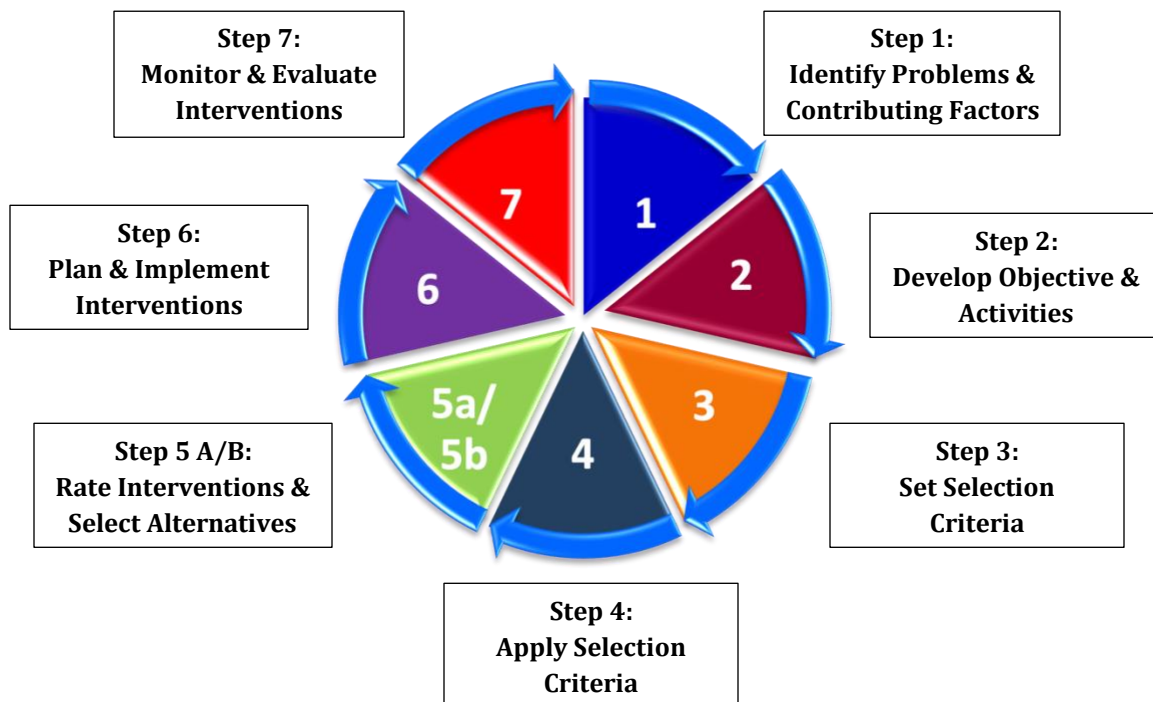 Step 7:
Monitor & Evaluate
Interventions
Step 1:
Identify Problems &
Contributing Factors
7
1
Step 6:
Plan & Implement
Interventions
6
2
Step 2:
Develop Objective &
Activities
5a/
5b
4
3
Step 5 A/B:
Rate Interventions &
Select Alternatives
Step 3:
Set Selection
Criteria
Step 4:
Apply Selection
Criteria